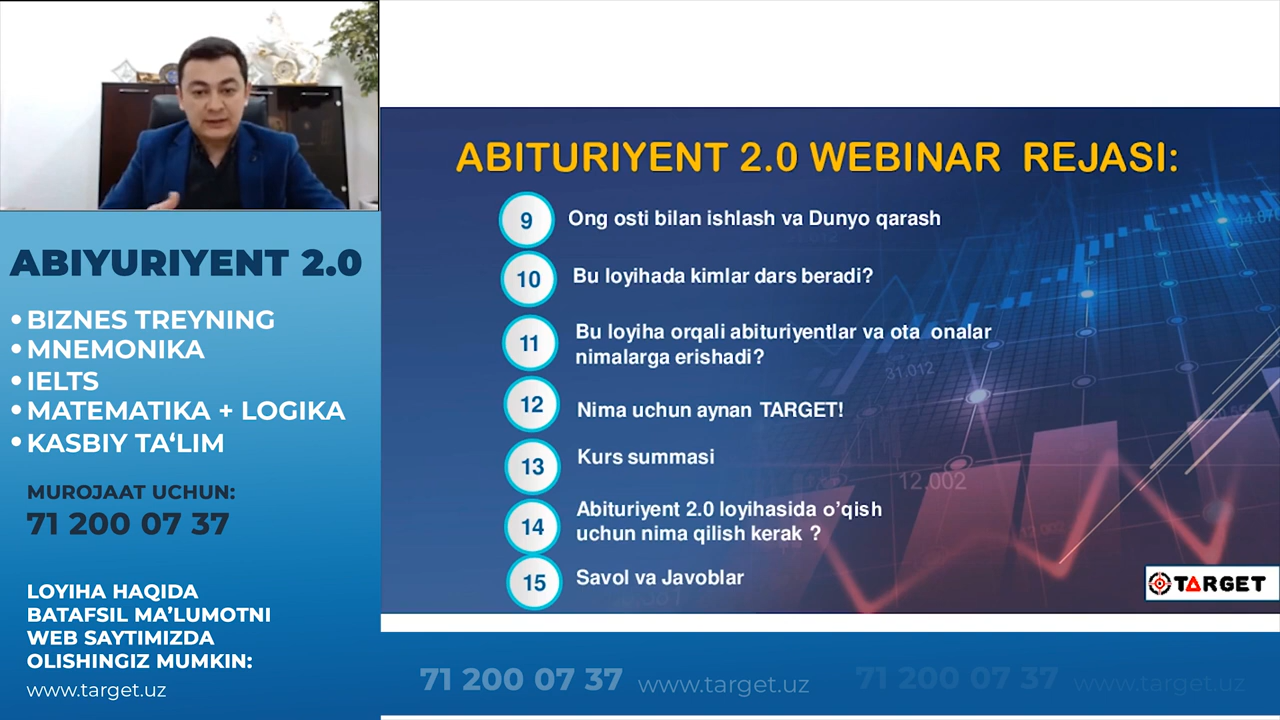 ABIYURIYENT 2.0
• BIZNES TREYNING
• MNEMONIKA
• IELTS
• MATEMATIKA + LOGIKA
• KASBIY TA‘LIM
MUROJAAT UCHUN:
71 200 07 37
LOYIHA HAQIDA
BATAFSIL MA’LUMOTNI
WEB SAYTIMIZDA
OLISHINGIZ MUMKIN:
www.target.uz
ABITURIYENT 2.0 WEBINAR REJASI:
9 Ong osti bilan ishlash va Dunyo qarash
10 Bu loyihada kimlar dars beradi?
11 Bu loyiha orqali abituriyentlar va ota onalar
nimalarga erishadi?
12 Nima uchun aynan TARGET!
13 Kurs summasi
14 Abituriyent 2.0 loyihasida o’qish
uchun nima qilish kerak ?
15 Savol va Javoblar
31.012
12.002
TARGET
71 200 07 37 www.target.uz 71 200 07 37 www.target.uz